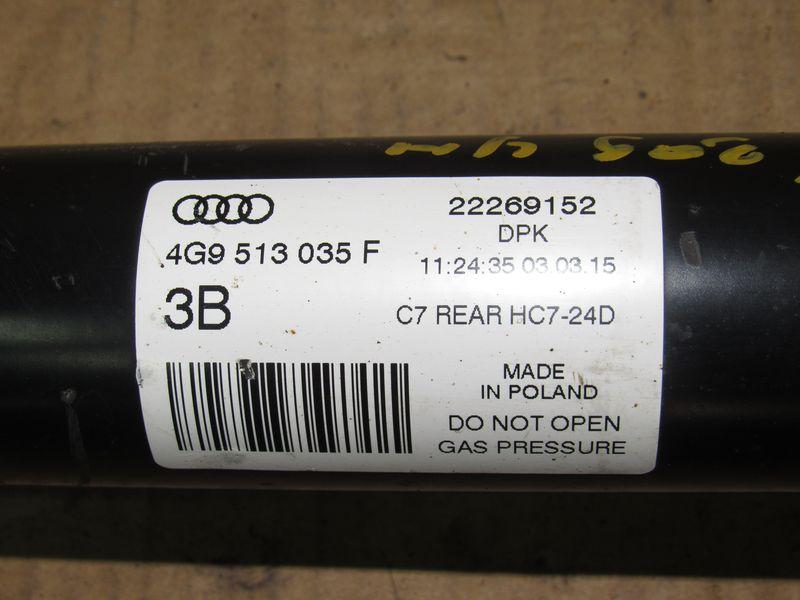 4G9 513 035 F
3B
22269152
DPK
11:24:35 03.03.15
C7 REAR HC7-24D
MADE
IN POLAND
DO NOT OPEN
GAS PRESSURE